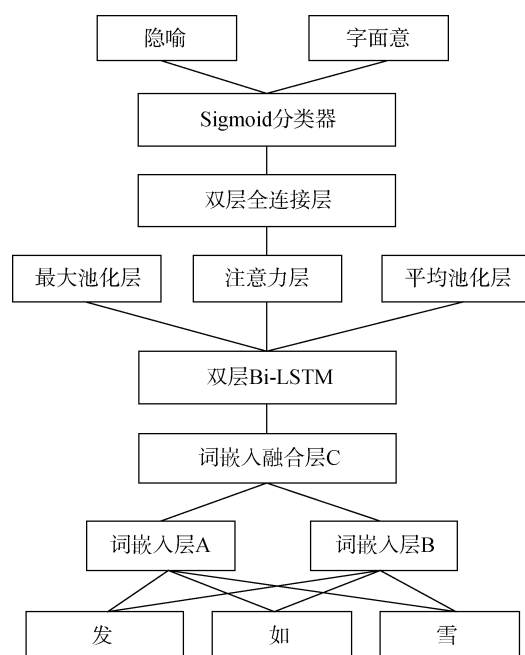 隐喻
字面意
Sigmoid分类器
双层全连接层
最大池化层
注意力层
平均池化层
双层Bi-LSTM
词嵌入融合层C
词嵌入层A
词嵌入层B
发
如
雪